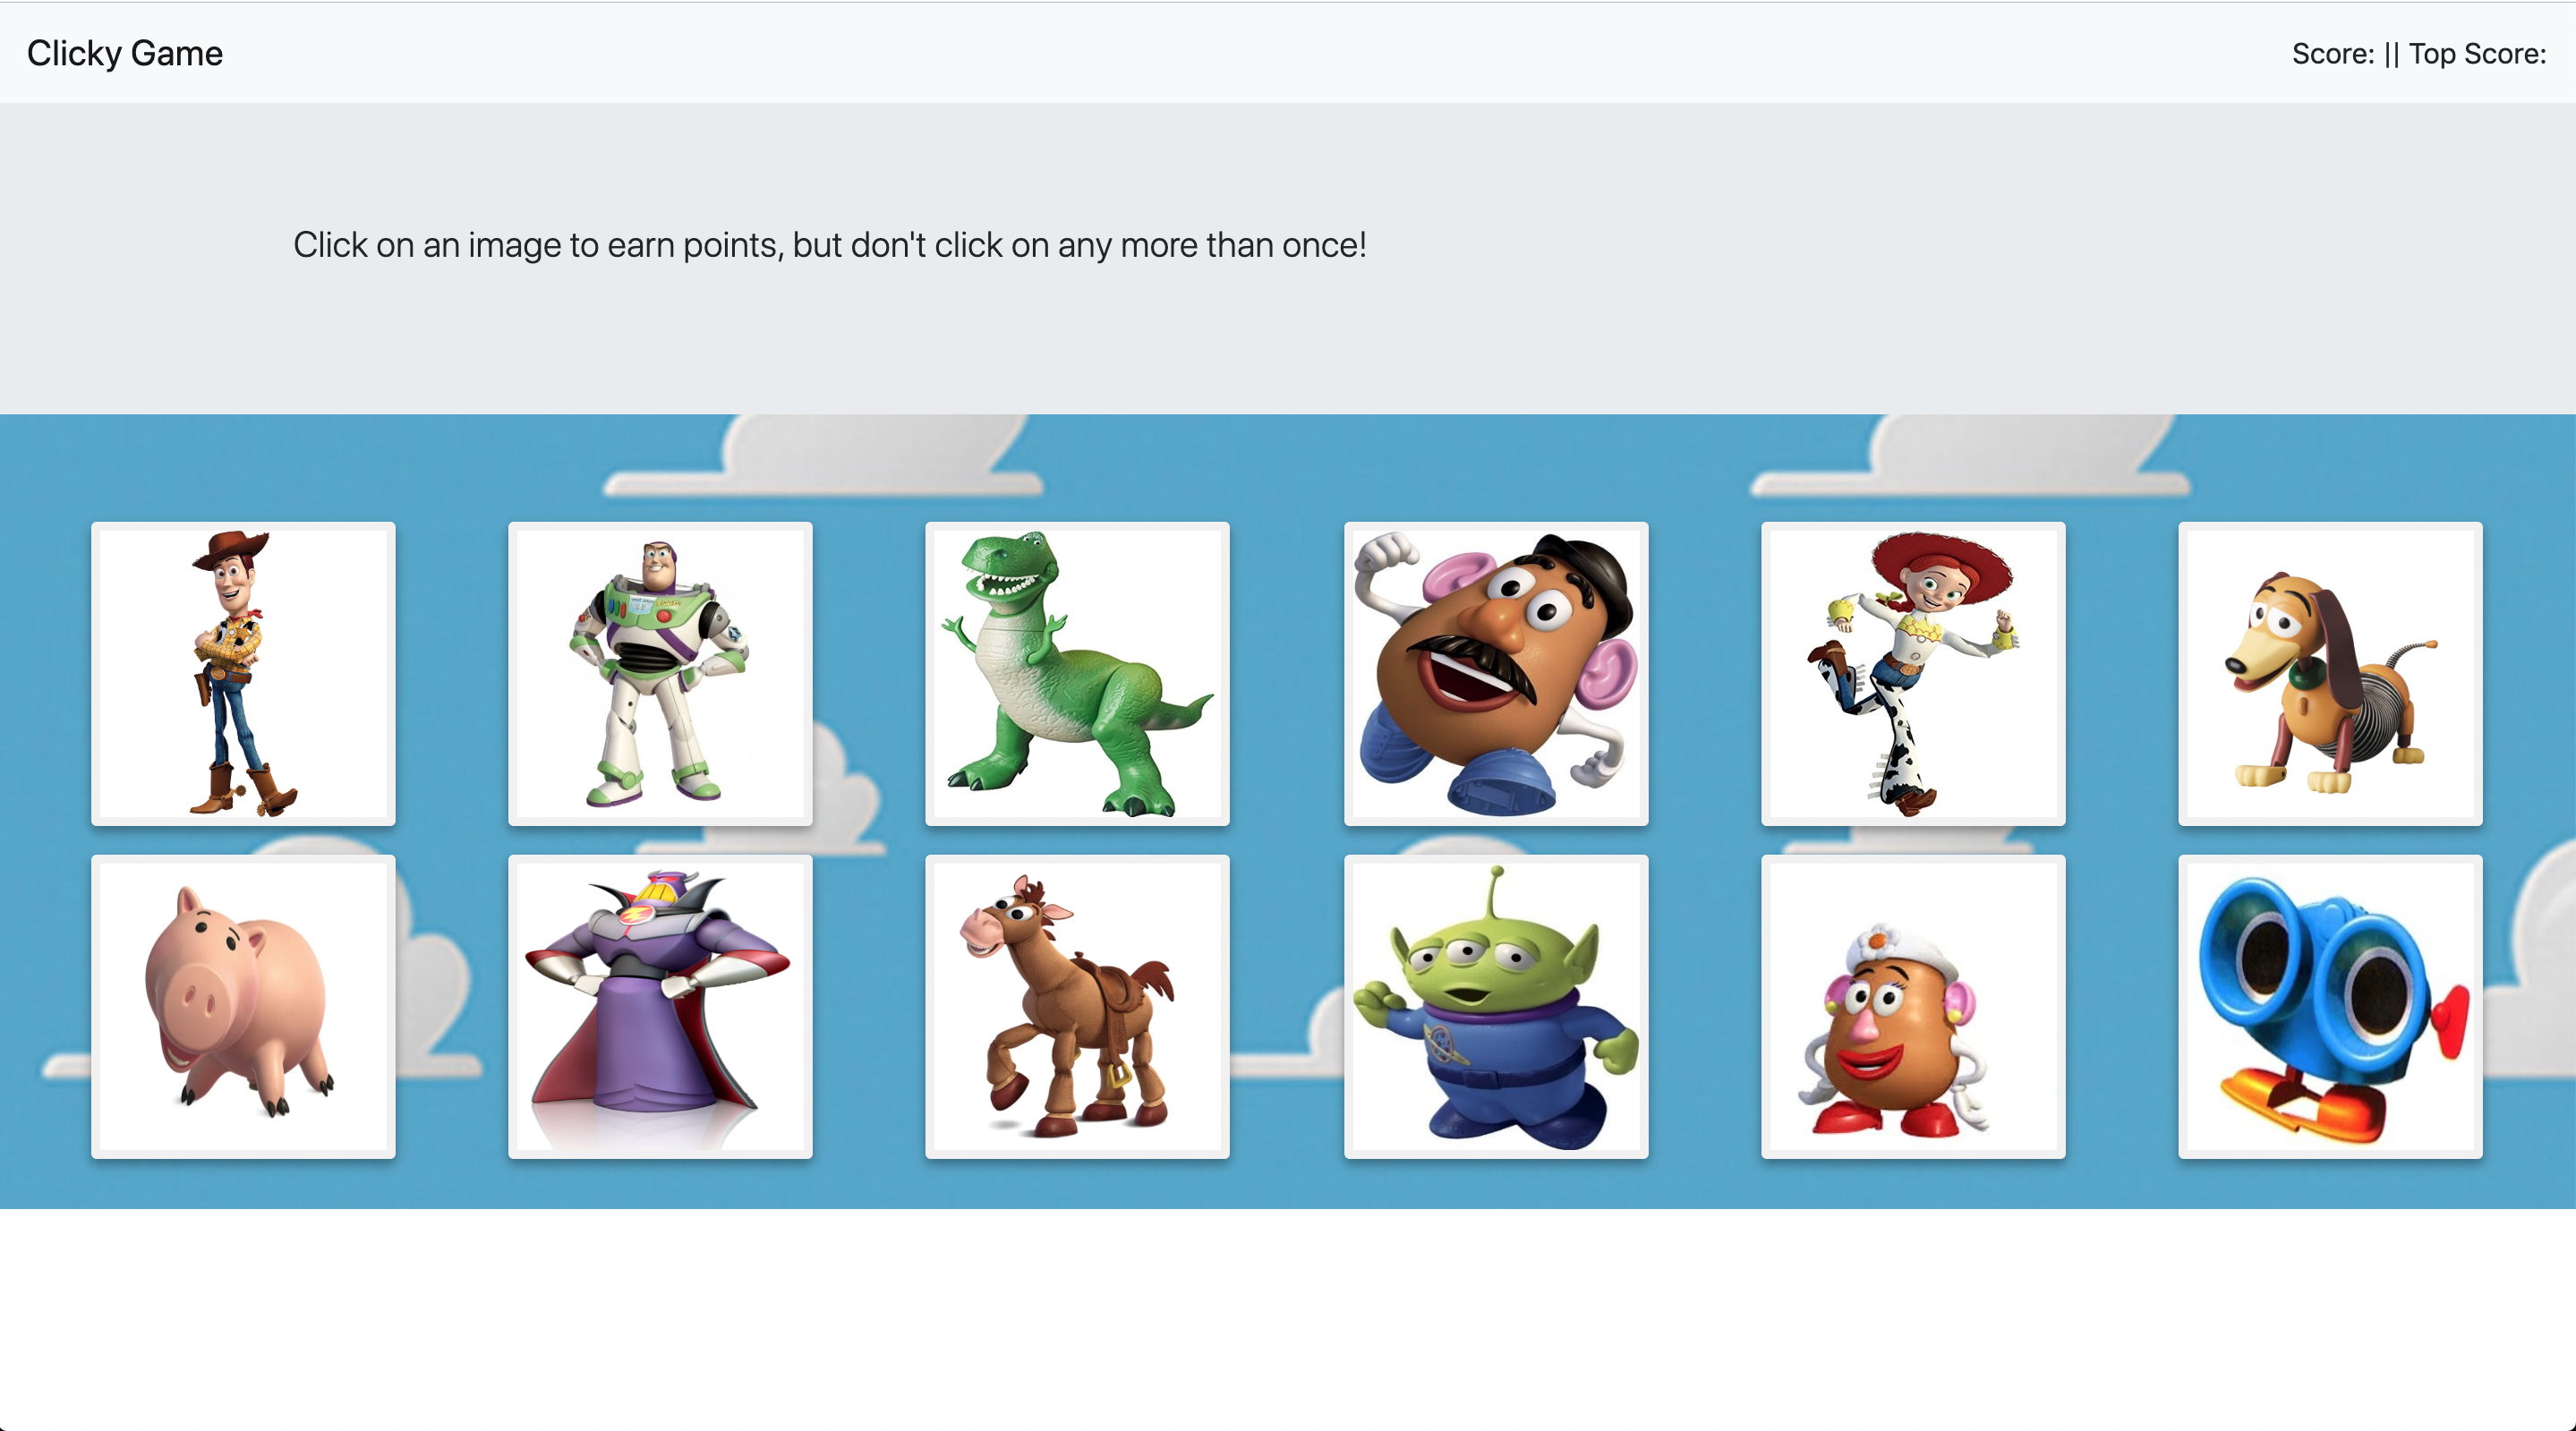 Clicky Game
Score: || Top Score:
Click on an image to earn points, but don't click on any more than once!